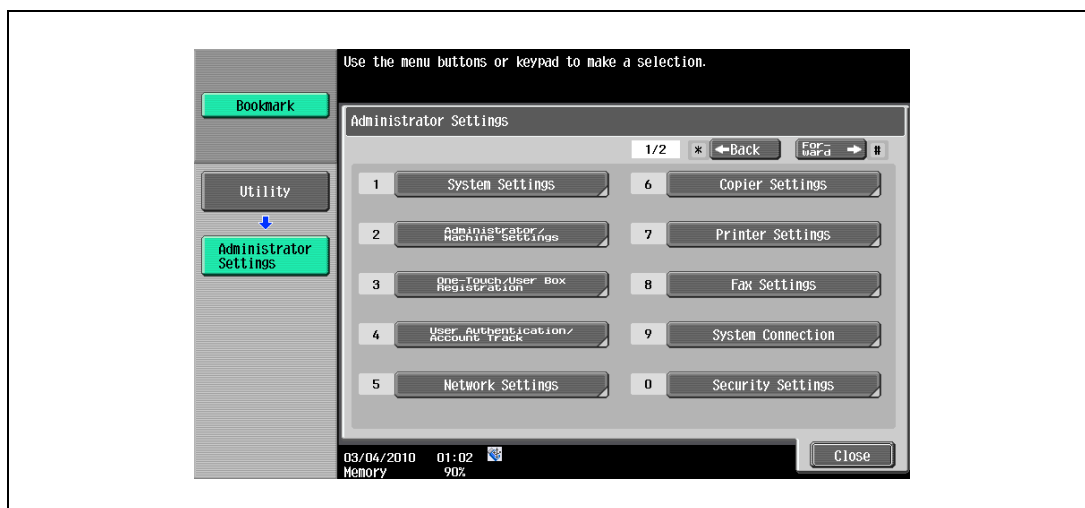 Use the menu buttons or keypad to make a selection.
Bookmark
Administrator Settings
1/2 * ←Back For-
ward → #
Utility
Administrator
Settings
1 System Settings
2 Administrator/
Machine Settings
3 One-Touch/User Box
Registration
4 User Authentication/
Account Track
5 Network Settings
6 Copier Settings
7 Printer Settings
8 Fax Settings
9 System Connection
0 Security Settings
03/04/2010 01:02
Memory 90%
Close